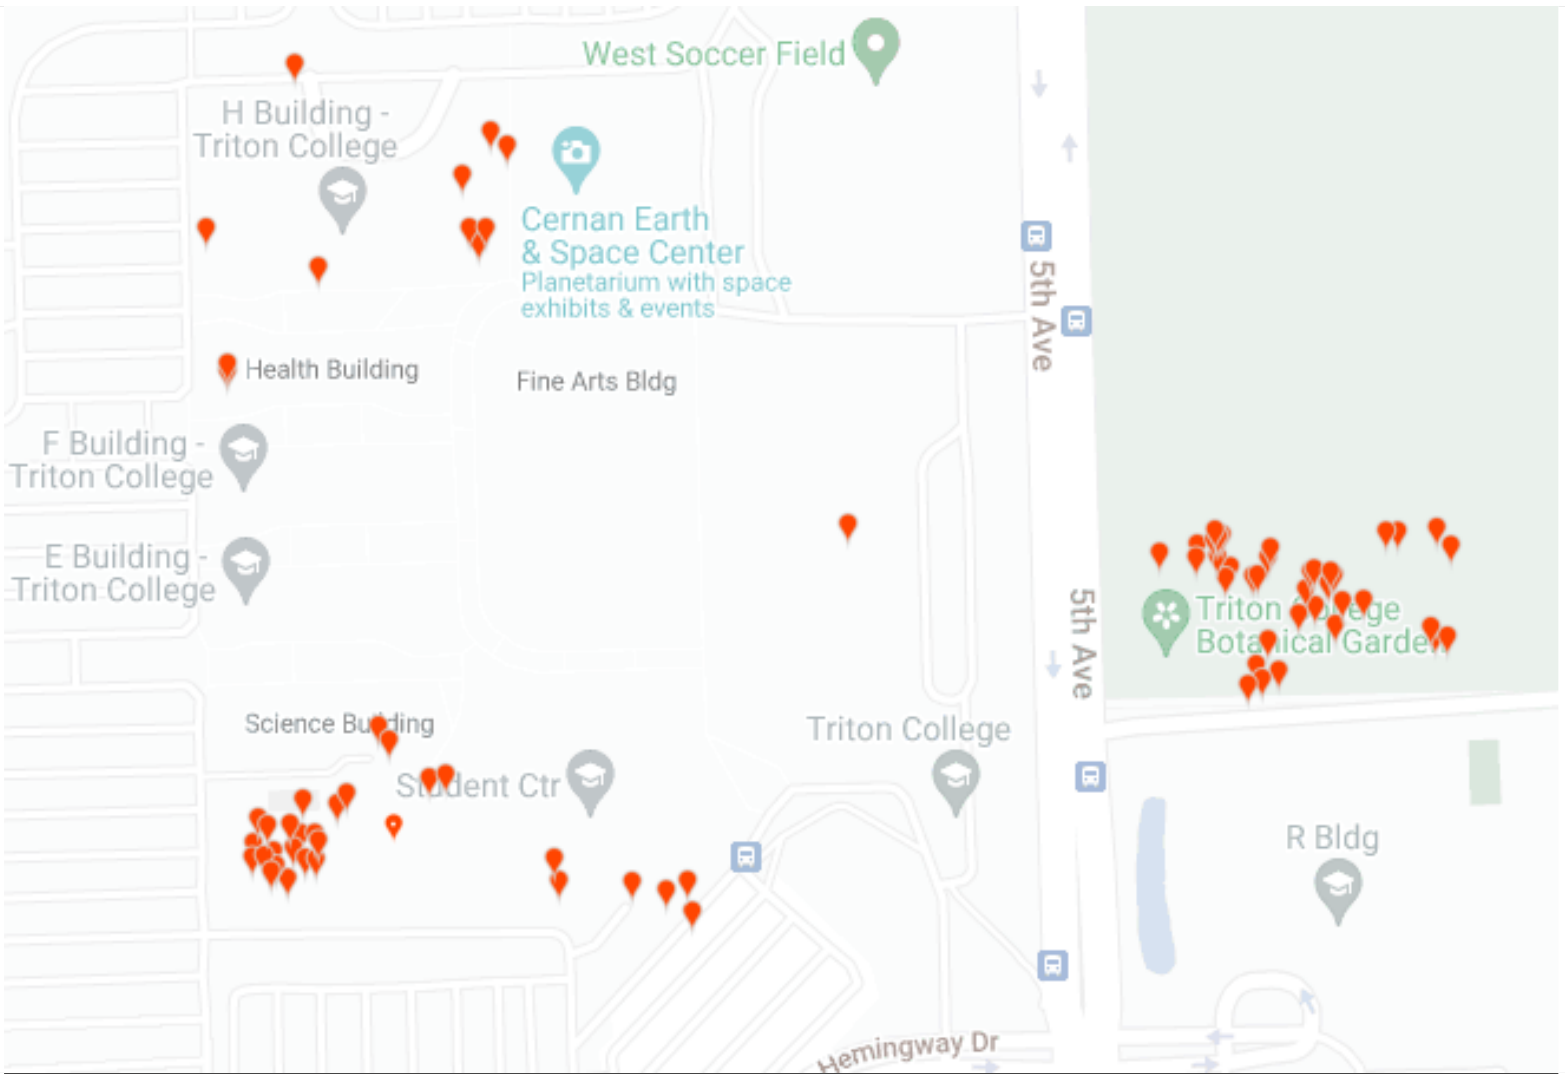 West Soccer Field
H Building -
Triton College
Cernan Earth
& Space Center
Planetarium with space
exhibits & events
5th Ave
Health Building
Fine Arts Bldg
F Building -
Triton College
E Building -
Triton College
5th Ave
Triton College
Botanical Garden
Science Building
Student Ctr
Triton College
R Bldg
Hemingway Dr